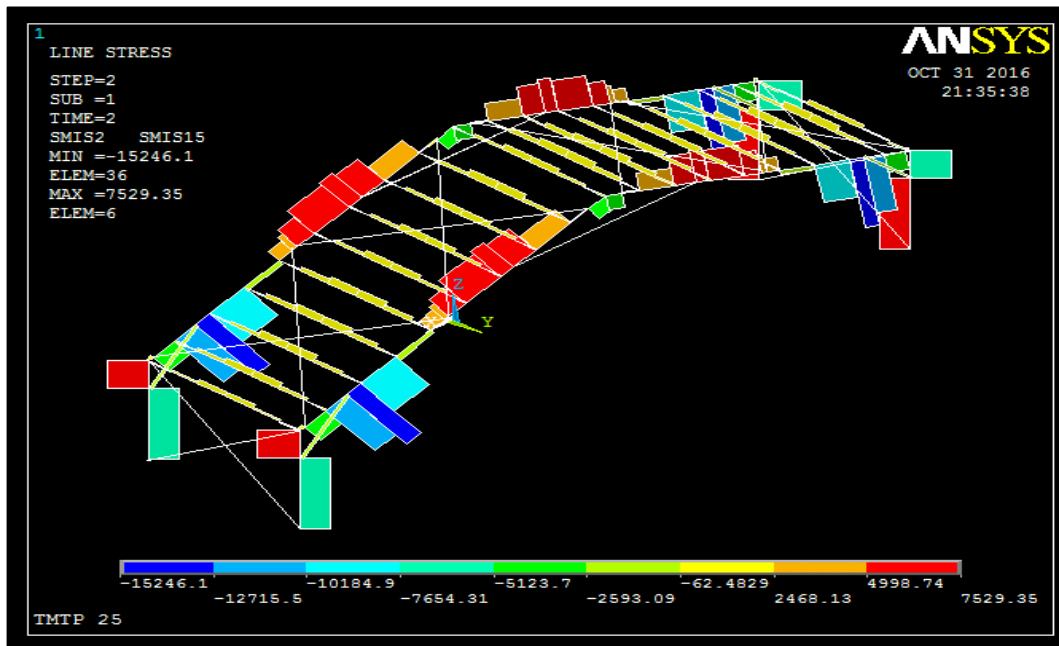 1
LINE STRESS
ANSYS
OCT 31 2016
21:35:38
STEP=2
SUB =1
TIME=2
SMIS2 SMIS15
MIN =-15246.1
ELEM=36
MAX =7529.35
ELEM=6
Z
Y
-15246.1 -10184.9 -5123.7 -62.4829 4998.74
-12715.5 -7654.31 -2593.09 2468.13 7529.35
TMTP 25